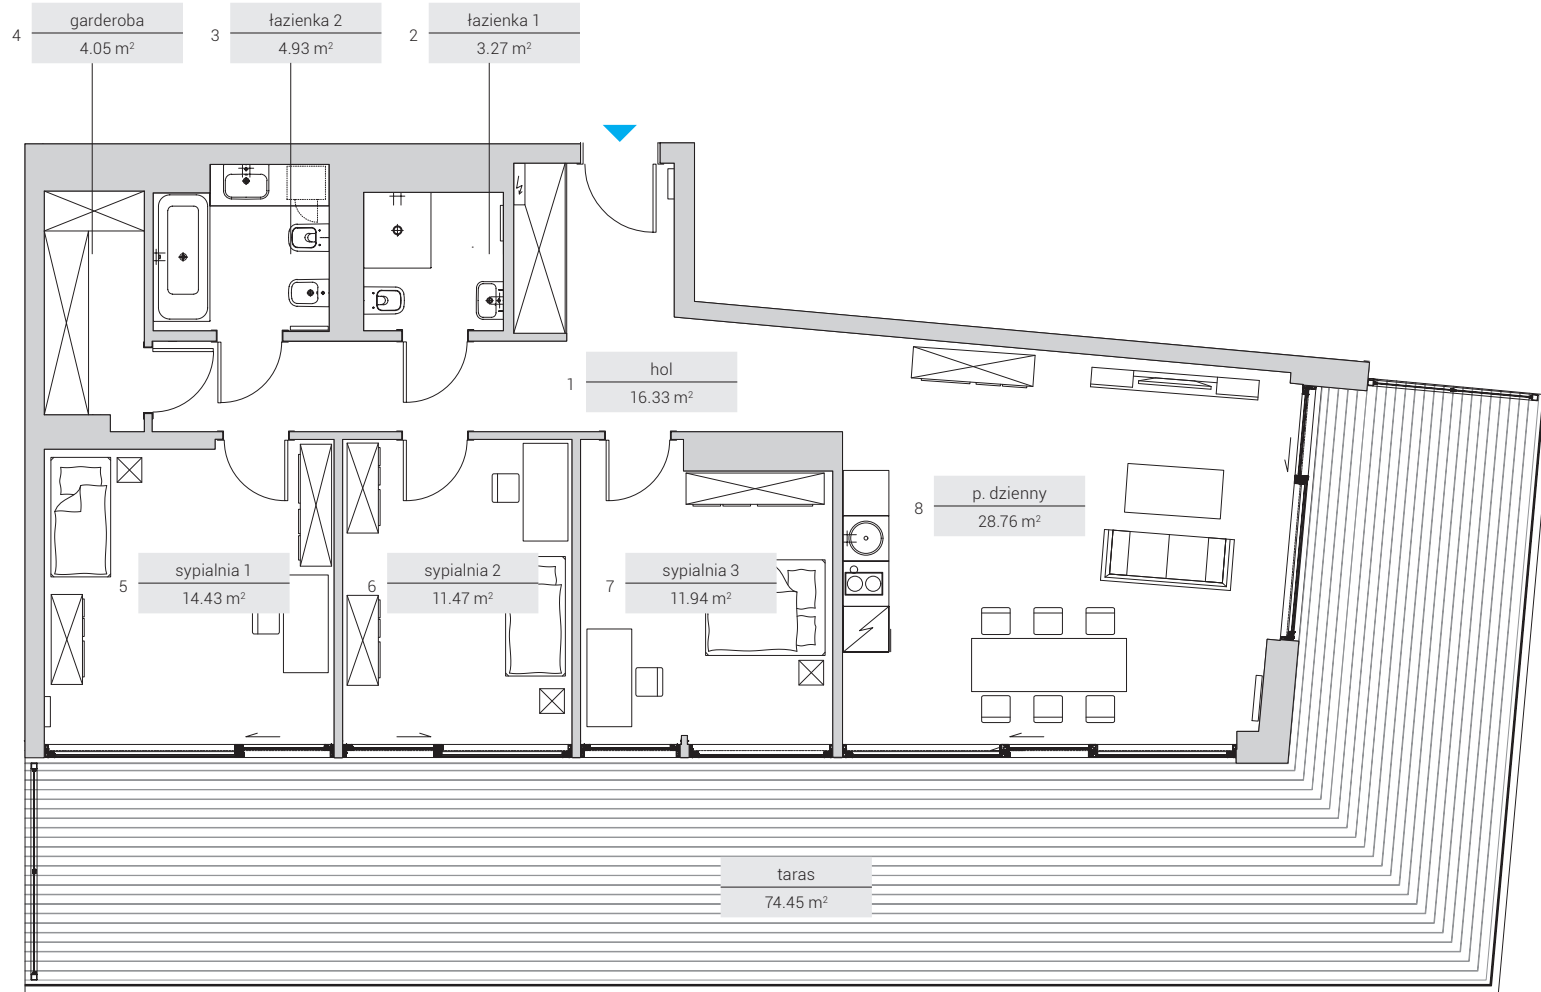 4
garderoba
4.05 m²
3
łazienka 2
4.93 m²
2
łazienka 1
3.27 m²
1
hol
16.33 m²
8
p. dzienny
28.76 m²
5
sypialnia 1
14.43 m²
6
sypialnia 2
11.47 m²
7
sypialnia 3
11.94 m²
taras
74.45 m²